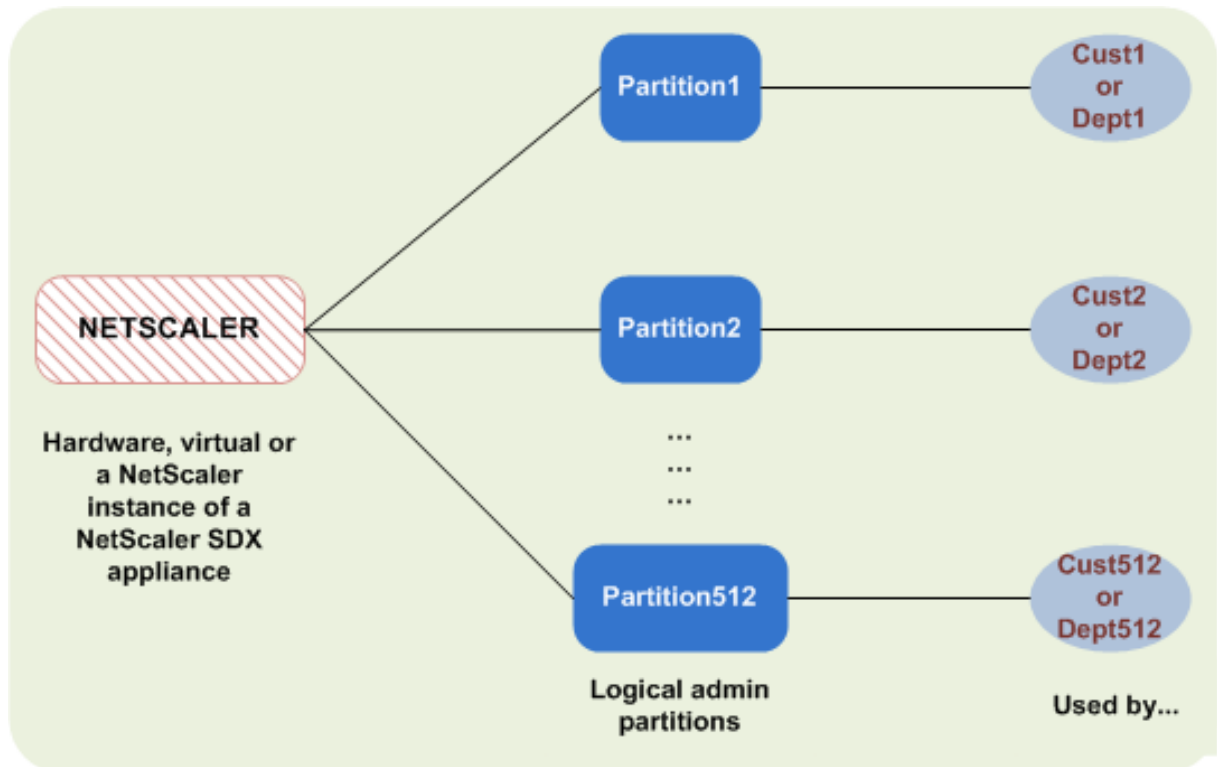 Partition1
Cust1
or
Dept1
NETSCALER
Partition2
Cust2
or
Dept2
Hardware, virtual or
a NetScaler
instance of a
NetScaler SDX
appliance
...
...
...
Partition512
Cust512
or
Dept512
Logical admin
partitions
Used by...